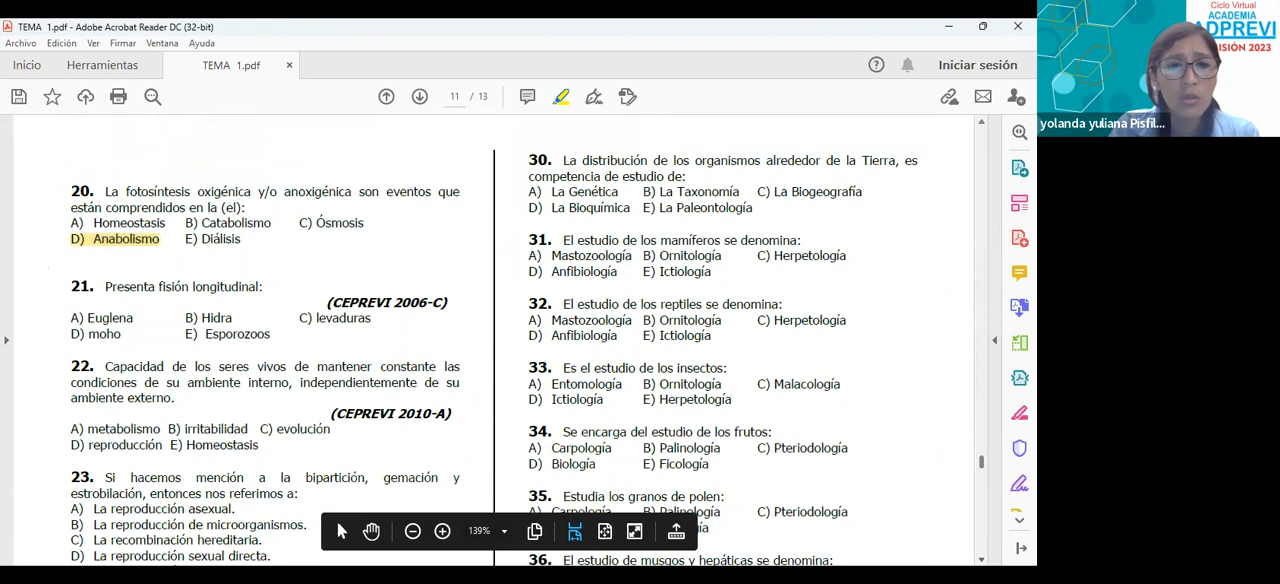 TEMA 1.pdf - Adobe Acrobat Reader DC (32-bit)
Archivo Edición Ver Firmar Ventana Ayuda
Inicio Herramientas TEMA 1.pdf × Iniciar sesión
11 / 13
20. La fotosíntesis oxigénica y/o anoxigénica son eventos que
están comprendidos en la (el):
A) Homeostasis B) Catabolismo C) Ósmosis
D) Anabolismo E) Diálisis
21. Presenta fisión longitudinal:
(CEPREVI 2006-C)
A) Euglena B) Hidra C) levaduras
D) moho E) Esporozoos
22. Capacidad de los seres vivos de mantener constante las
condiciones de su ambiente interno, independientemente de su
ambiente externo.
(CEPREVI 2010-A)
A) metabolismo B) irritabilidad C) evolución
D) reproducción E) Homeostasis
23. Si hacemos mención a la bipartición, gemación y
estrobilación, entonces nos referimos a:
A) La reproducción asexual.
B) La reproducción de microorganismos.
C) La recombinación hereditaria.
D) La reproducción sexual directa.
30. La distribución de los organismos alrededor de la Tierra, es
competencia de estudio de:
A) La Genética B) La Taxonomía C) La Biogeografía
D) La Bioquímica E) La Paleontología
31. El estudio de los mamíferos se denomina:
A) Mastozoología B) Ornitología C) Herpetología
D) Anfibiología E) Ictiología
32. El estudio de los reptiles se denomina:
A) Mastozoología B) Ornitología C) Herpetología
D) Anfibiología E) Ictiología
33. Es el estudio de los insectos:
A) Entomología B) Ornitología C) Malacología
D) Ictiología E) Herpetología
34. Se encarga del estudio de los frutos:
A) Carpología B) Palinología C) Pteriodología
D) Biología E) Ficología
35. Estudia los granos de polen:
A) Carpología B) Palinología C) Pteriodología
36. El estudio de musgos y hepáticas se denomina:
139%
Ciclo Virtual
ACADEMIA
ADPREVI
ISIÓN 2023
yolanda yuliana Pisfil...